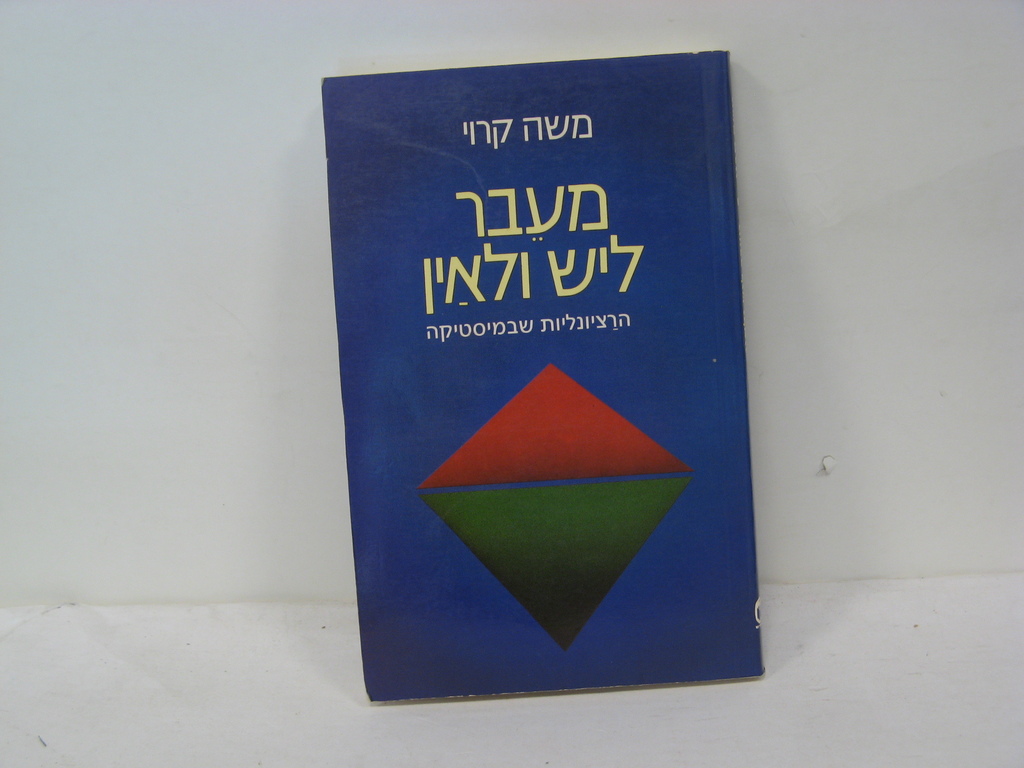 משה קרוי
מעֵבר
ליש ולאַין
הרַציונליות שבמיסטיקה